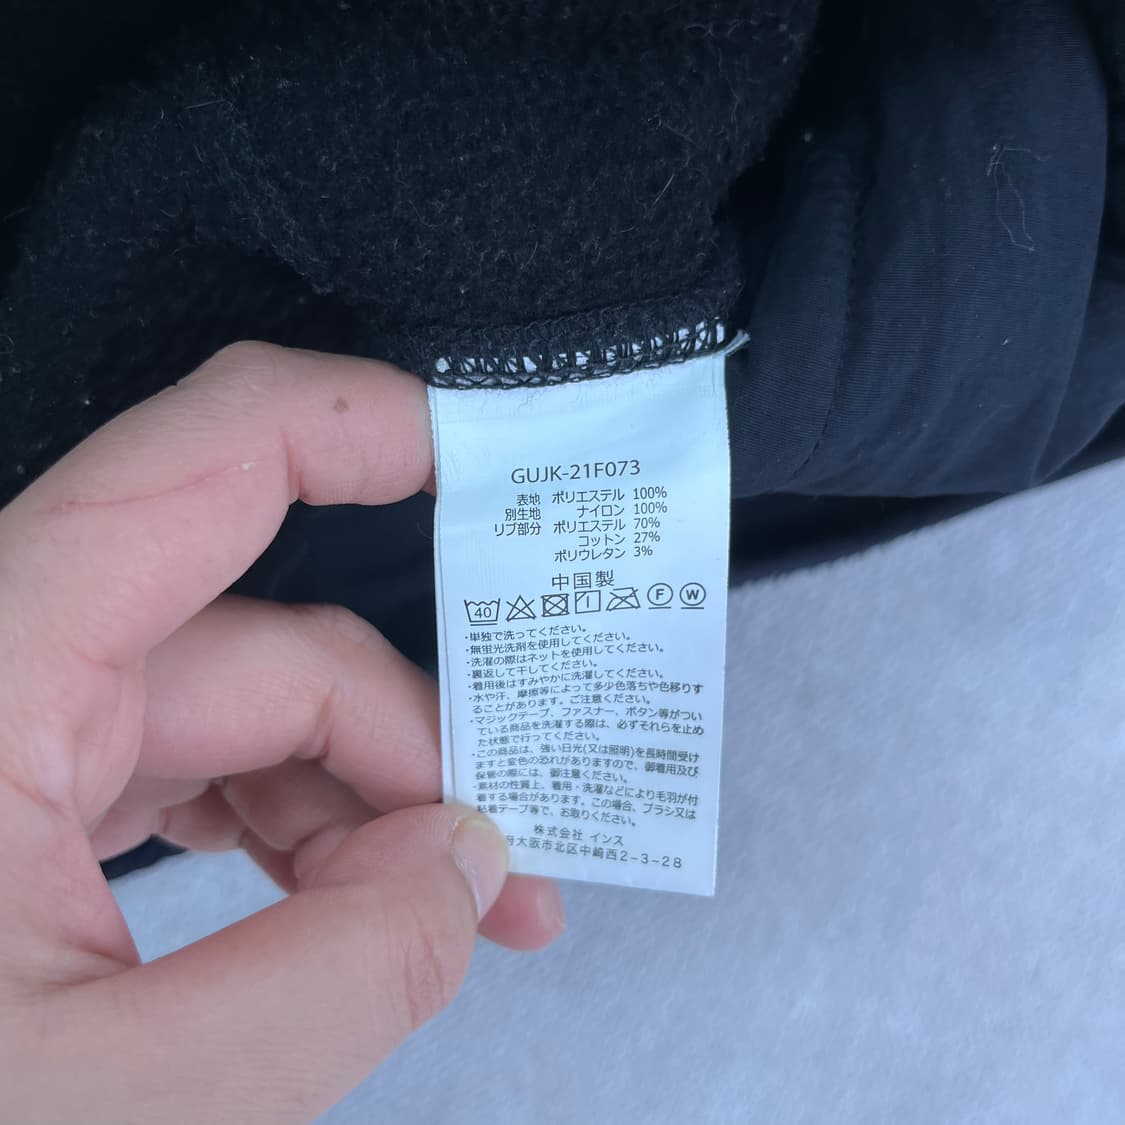 GUJK-21F073
表地 ポリエステル 100%
別生地 ナイロン 100%
リブ部分 ポリエステル 70%
コットン 27%
ポリウレタン 3%
中国製
40 F W
・単独で洗ってください。
・無蛍光洗剤を使用してください。
・洗濯の際はネットを使用してください。
・裏返して干してください。
・着用後はすみやかに洗濯してください。
・水や汗、摩擦等によって多少色落ちや色移りす
ることがあります。ご注意ください。
・マジックテープ、ファスナー、ボタン等がつい
ている商品を洗濯する際は、必ずそれらを止め
た状態で行ってください。
・この商品は、強い日光(又は照明)を長時間受け
ますと変色の恐れがありますので、御着用及び
保管の際には、御注意ください。
・素材の性質上、着用・洗濯などにより毛羽が付
着する場合があります。この場合、ブラシ又は
粘着テープ等で、お取りください。
株式会社 インス
大阪市北区中崎西2-3-28